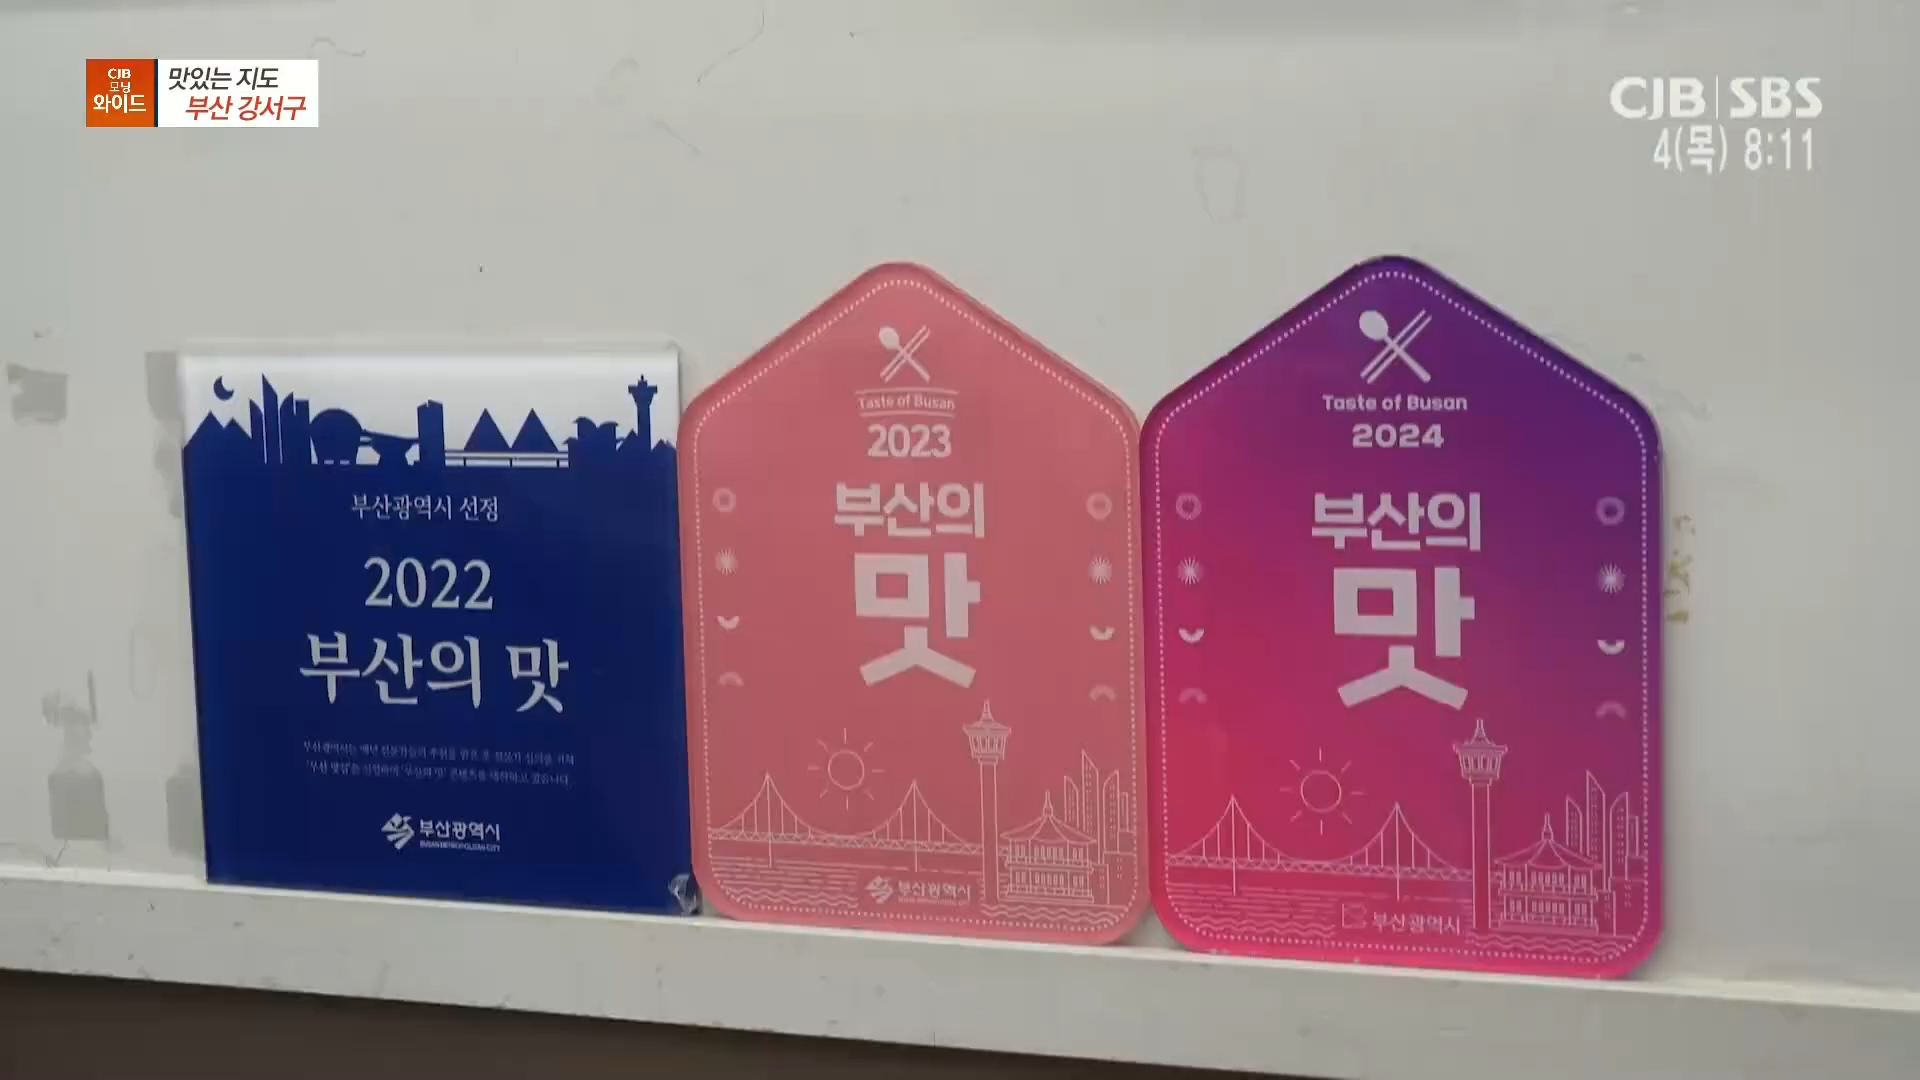 CJB
모닝
와이드
맛있는 지도
부산 강서구
CJB SBS
4(목) 8:11
부산광역시 선정
2022
부산의 맛
부산광역시
BUSAN METROPOLITAN CITY
Taste of Busan
2023
부산의
맛
부산광역시
Taste of Busan
2024
부산의
맛
부산광역시